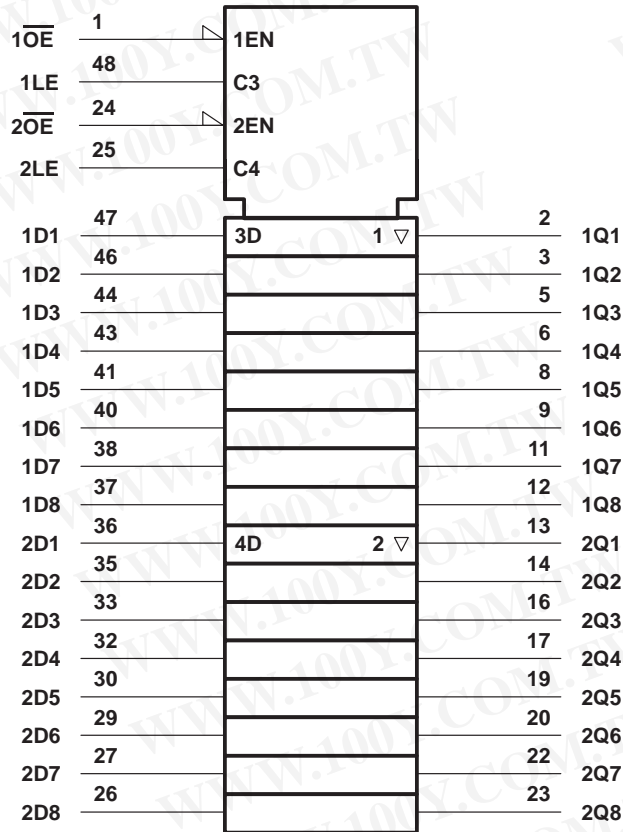 1O̅E̅ 1 1EN
1LE 48 C3
2O̅E̅ 24 2EN
2LE 25 C4
1D1 47 3D 1 ▽ 2 1Q1
1D2 46 3 1Q2
1D3 44 5 1Q3
1D4 43 6 1Q4
1D5 41 8 1Q5
1D6 40 9 1Q6
1D7 38 11 1Q7
1D8 37 12 1Q8
2D1 36 4D 2 ▽ 13 2Q1
2D2 35 14 2Q2
2D3 33 16 2Q3
2D4 32 17 2Q4
2D5 30 19 2Q5
2D6 29 20 2Q6
2D7 27 22 2Q7
2D8 26 23 2Q8
WWW.100Y.COM.TW